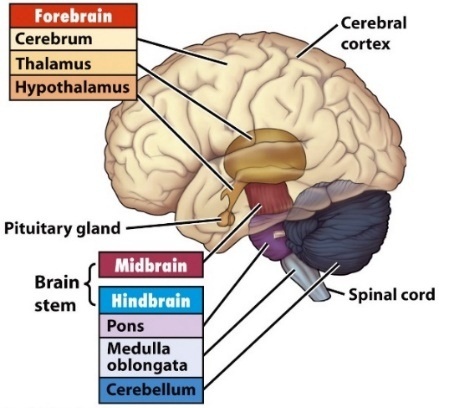 Forebrain
Cerebrum
Thalamus
Hypothalamus
Cerebral
cortex
Pituitary gland
Brain
stem
Midbrain
Hindbrain
Pons
Medulla
oblongata
Cerebellum
Spinal cord